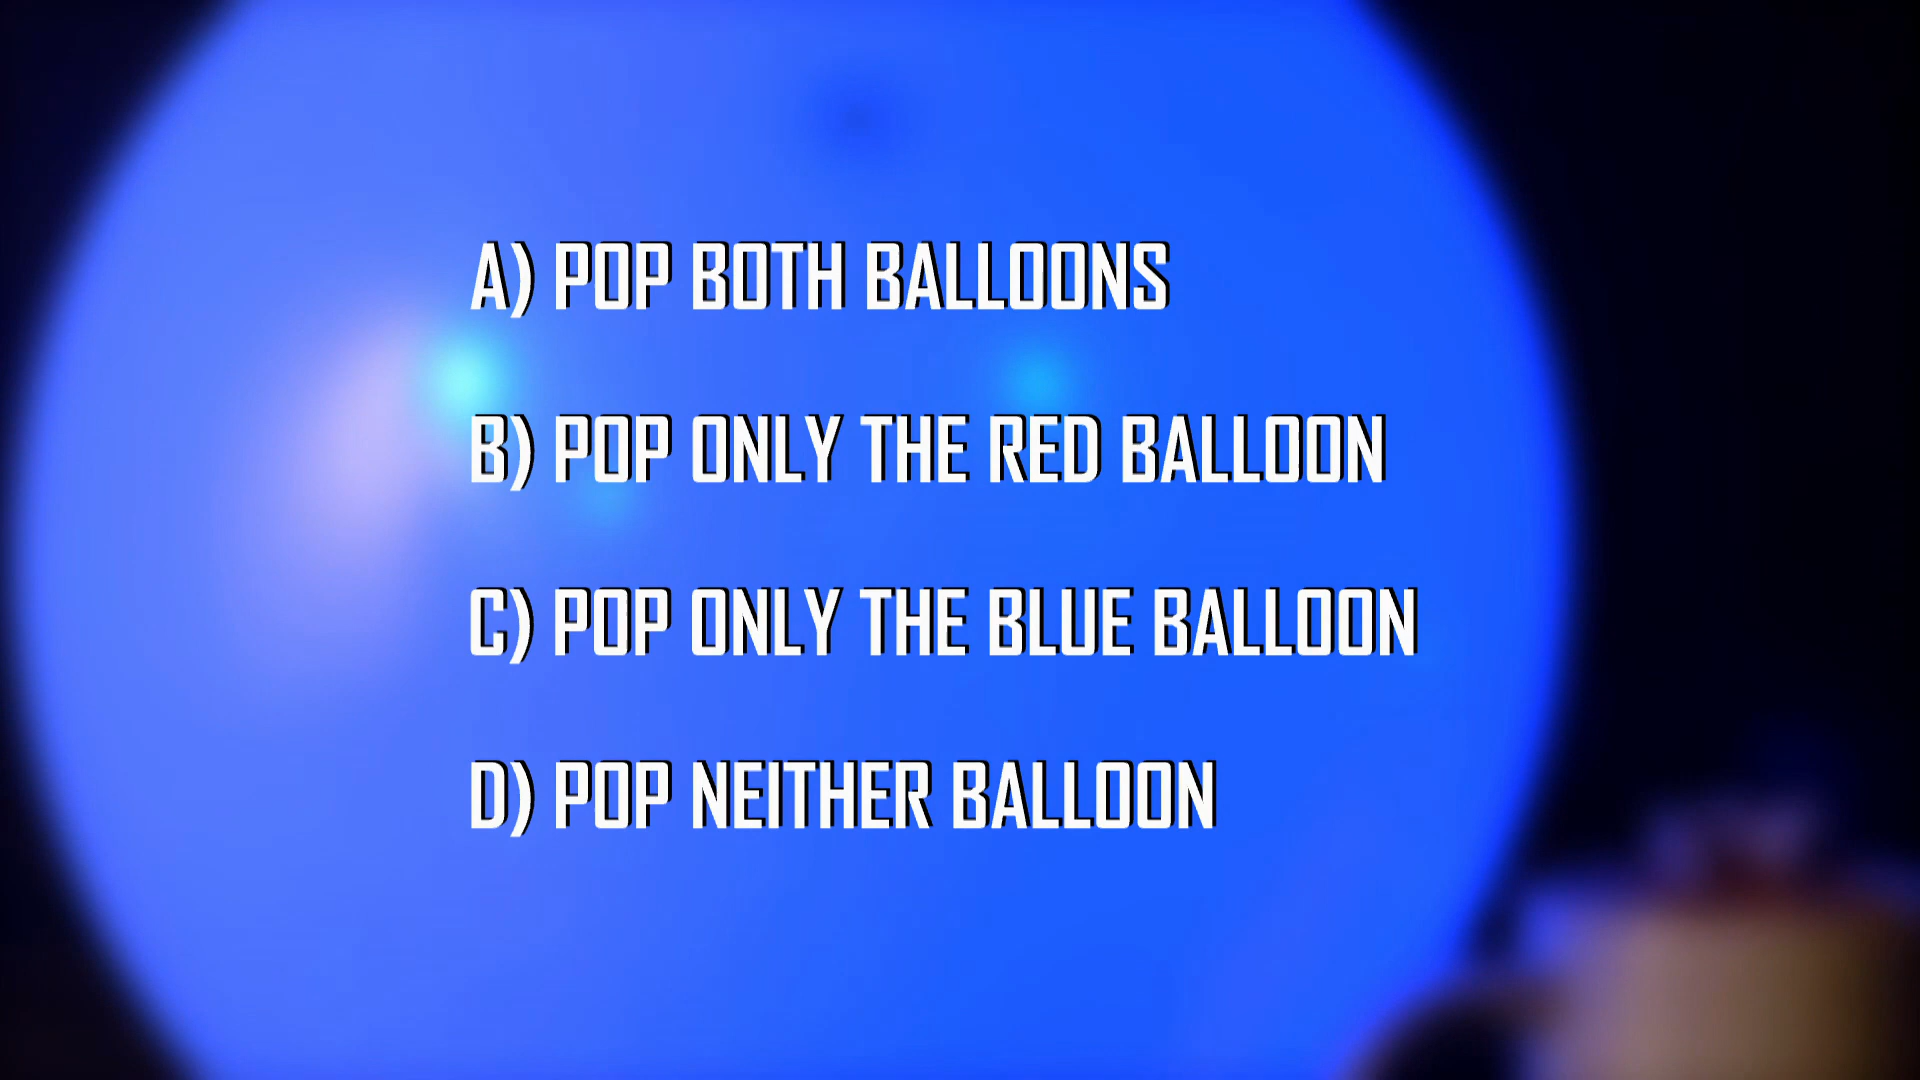 A) POP BOTH BALLOONS
B) POP ONLY THE RED BALLOON
C) POP ONLY THE BLUE BALLOON
D) POP NEITHER BALLOON